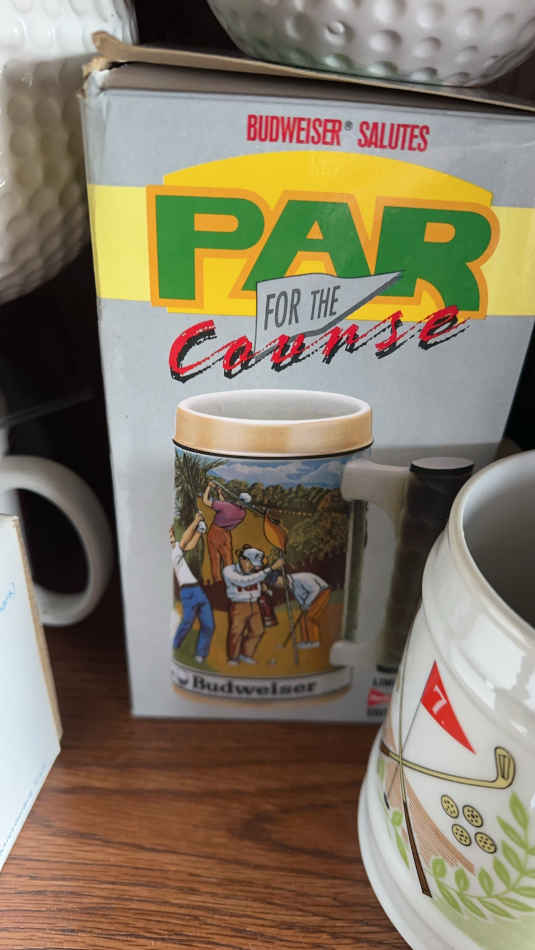 BUDWEISER® SALUTES
PAR
FOR THE
Course
Budweiser
7